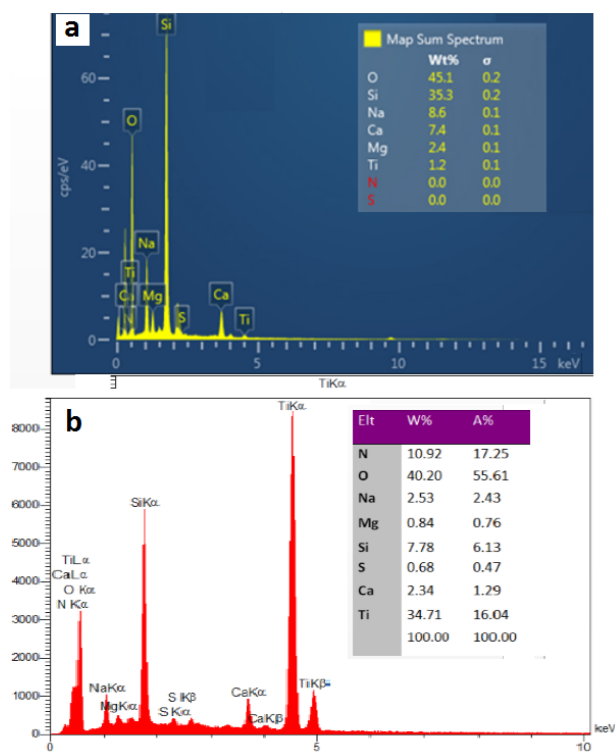 a
Si
Map Sum Spectrum
Wt% σ
O 45.1 0.2
Si 35.3 0.2
Na 8.6 0.1
Ca 7.4 0.1
Mg 2.4 0.1
Ti 1.2 0.1
N 0.0 0.0
S 0.0 0.0
60
40
20
0
cps/eV
O
Na
Ti
Ca
Mg
N
S
Ca
Ti
0 5 10 15 keV
TiKα
b
TiKα
Elt W% A%
N 10.92 17.25
O 40.20 55.61
Na 2.53 2.43
Mg 0.84 0.76
Si 7.78 6.13
S 0.68 0.47
Ca 2.34 1.29
Ti 34.71 16.04
100.00 100.00
8000
7000
6000
5000
4000
3000
2000
1000
0
SiKα
TiLα
CaLα
O Kα
N Kα
NaKα
MgKα
S Kα
S Kβ
CaKα
CaKβ
TiKβ
keV
0 5 10